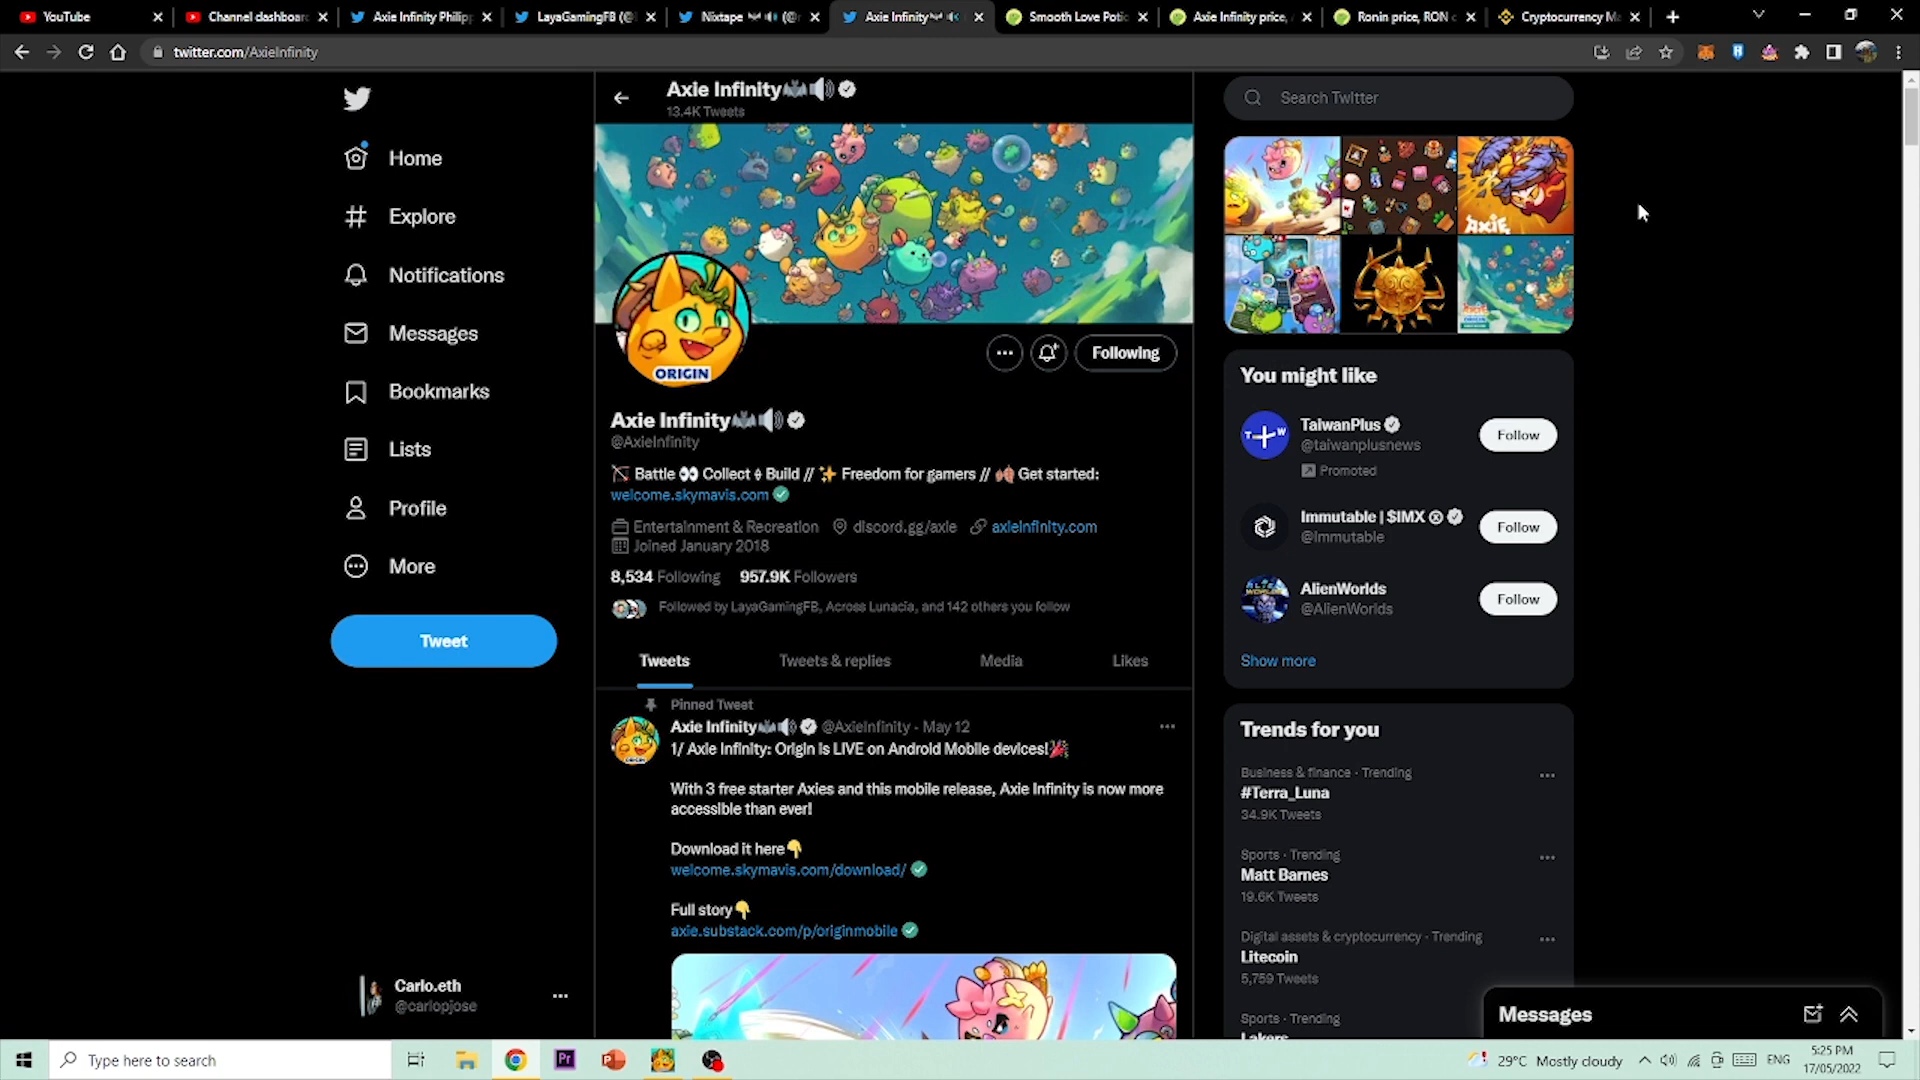 YouTube
Channel dashboar
Axie Infinity Philip
LayaGamingFB (@
Nixtape
Axie Infinity
Smooth Love Poti
Axie Infinity price,
Ronin price, RON
Cryptocurrency M
twitter.com/AxieInfinity
Home
Explore
Notifications
Messages
Bookmarks
Lists
Profile
More
Tweet
Carlo.eth
@carlopjose
Axie Infinity🦇🔊
13.4K Tweets
ORIGIN
Following
Axie Infinity🦇🔊
@AxieInfinity
Battle 👀 Collect Build // ✨ Freedom for gamers // Get started:
welcome.skymavis.com
Entertainment & Recreation discord.gg/axie axieinfinity.com
Joined January 2018
8,534 Following 957.9K Followers
Followed by LayaGamingFB, Across Lunacia, and 142 others you follow
Tweets Tweets & replies Media Likes
Pinned Tweet
Axie Infinity🦇🔊 @AxieInfinity · May 12
1/ Axie Infinity: Origin is LIVE on Android Mobile devices!🎉
With 3 free starter Axies and this mobile release, Axie Infinity is now more
accessible than ever!
Download it here👇
welcome.skymavis.com/download/
Full story👇
axie.substack.com/p/originmobile
ORIGIN
Search Twitter
AXIE
You might like
TaiwanPlus
@taiwanplusnews
Promoted
Follow
Immutable | $IMX
@Immutable
Follow
AlienWorlds
@AlienWorlds
Follow
Show more
Trends for you
Business & finance · Trending
#Terra_Luna
34.9K Tweets
Sports · Trending
Matt Barnes
19.6K Tweets
Digital assets & cryptocurrency · Trending
Litecoin
5,759 Tweets
Sports · Trending
Lakers
Messages
Type here to search
Pr
29°C Mostly cloudy
ENG
5:25 PM
17/05/2022